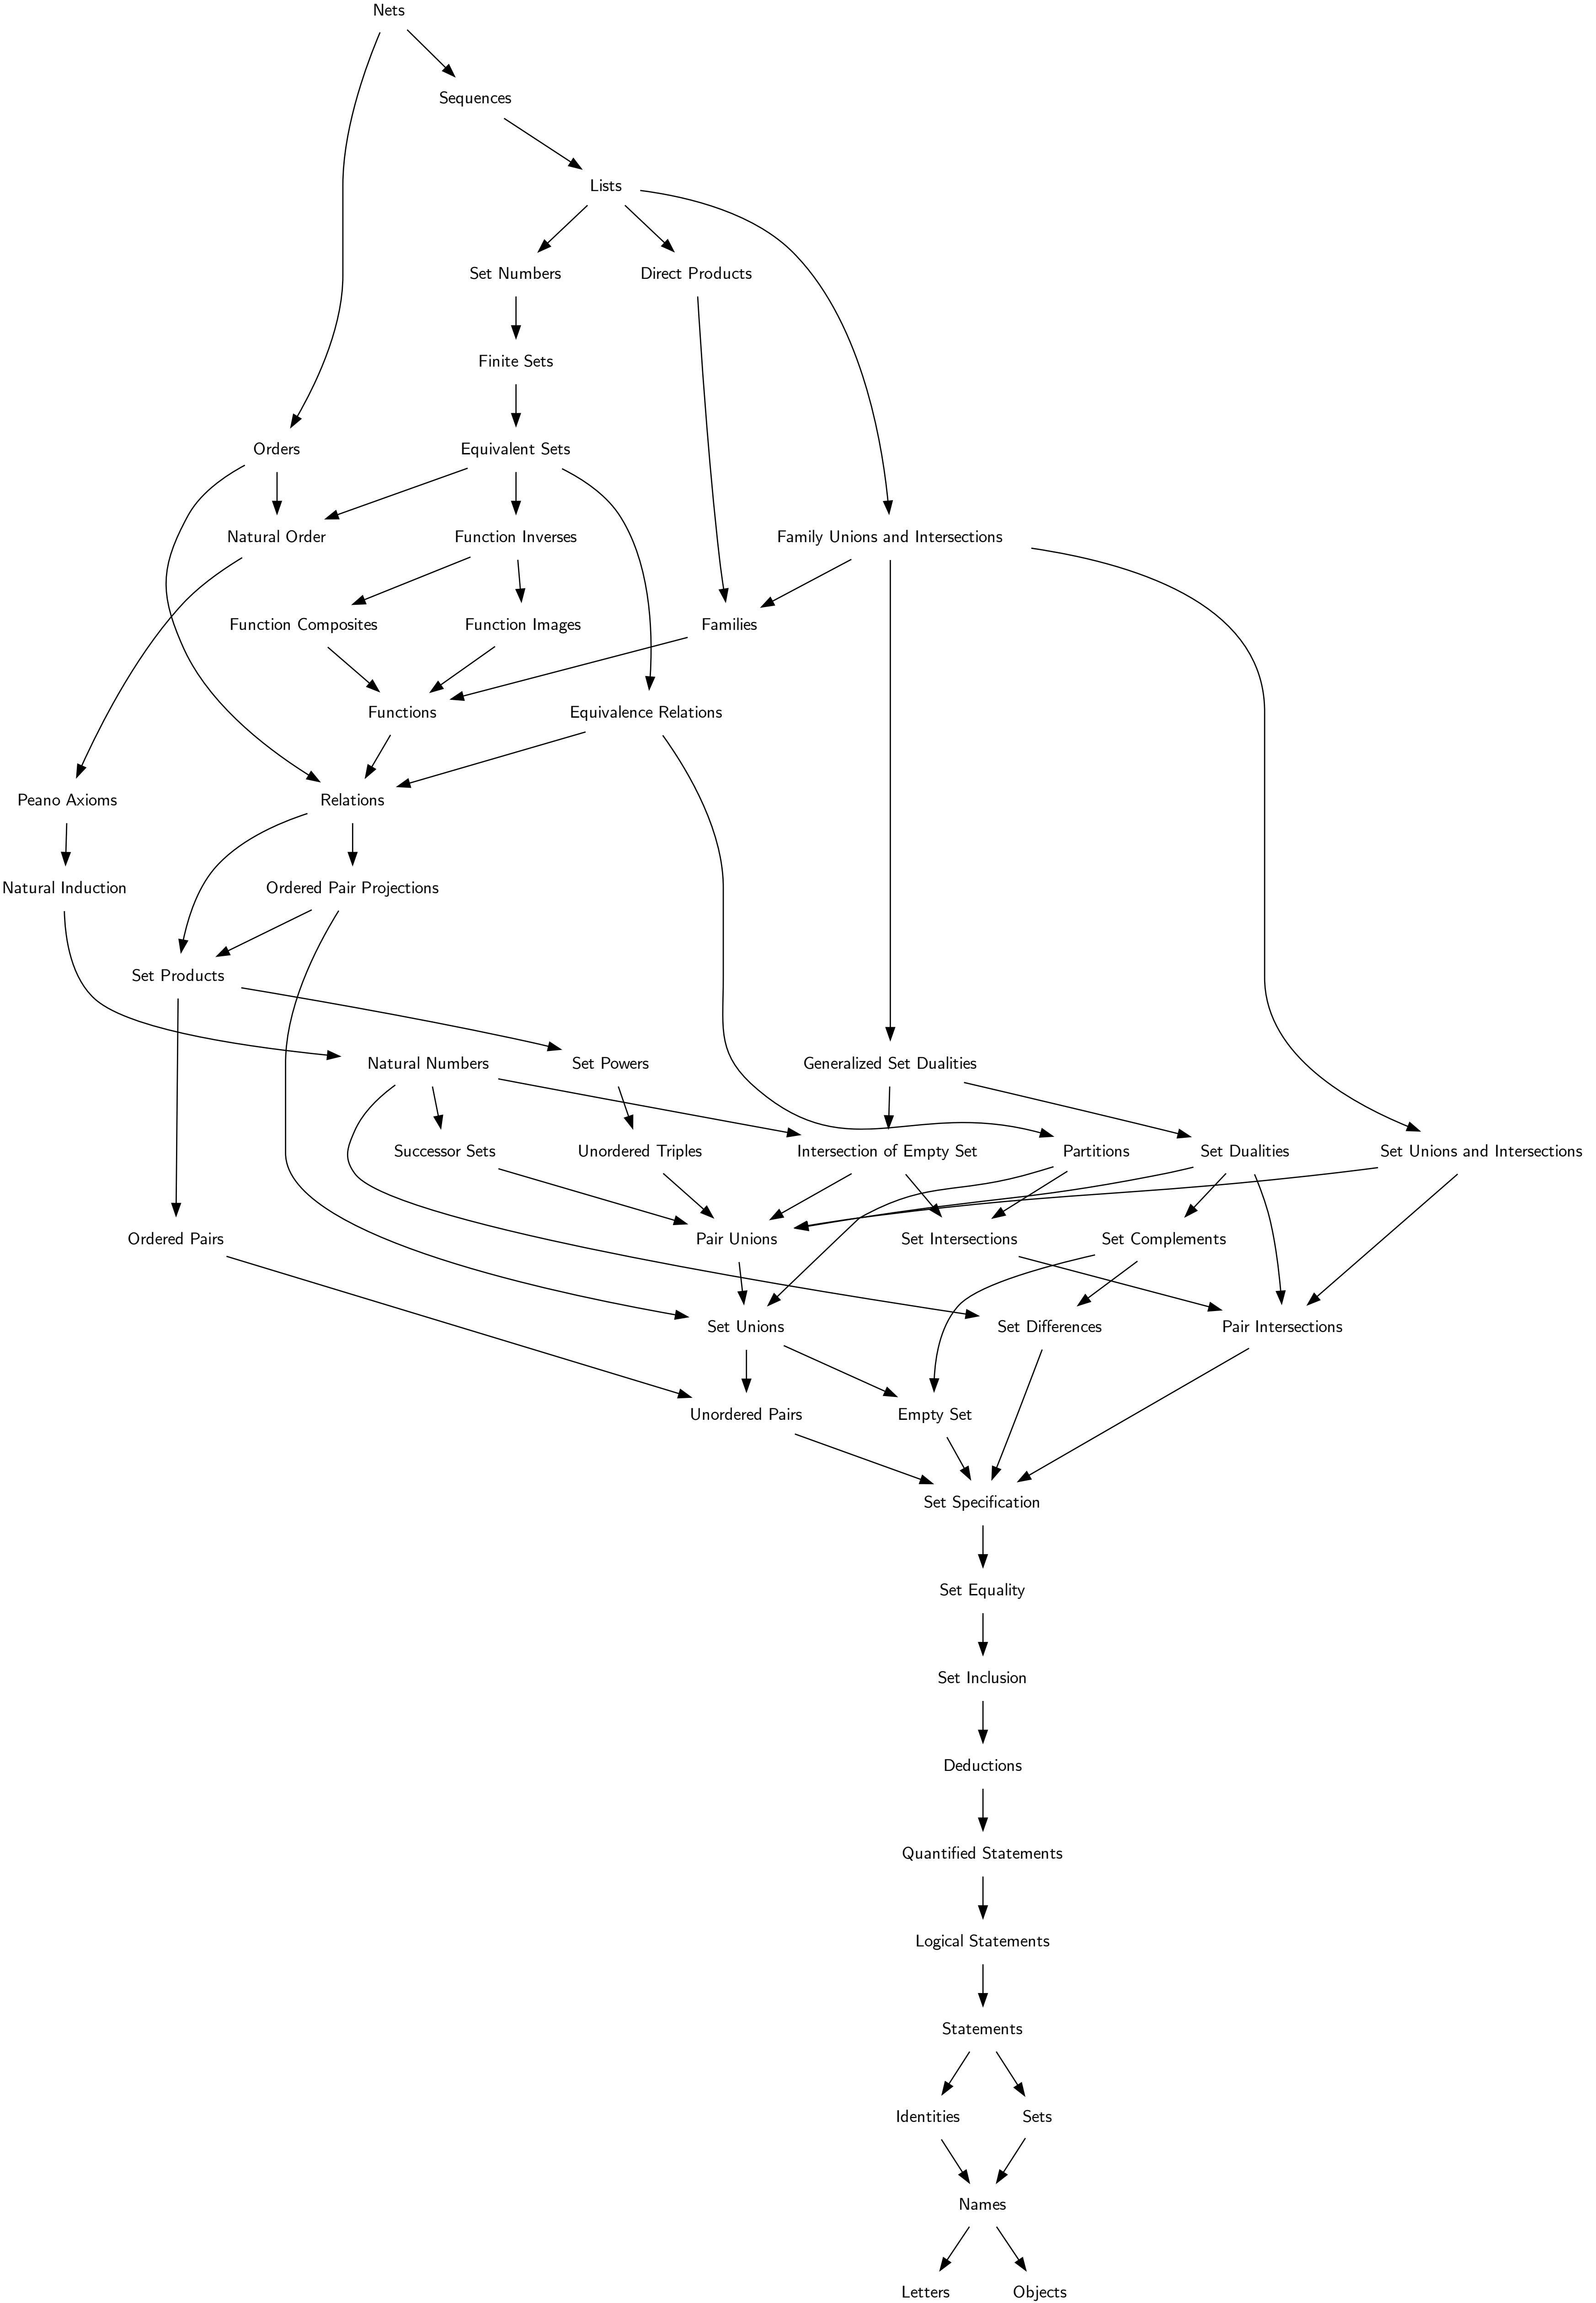 Nets
Sequences
Lists
Set Numbers
Direct Products
Finite Sets
Orders
Equivalent Sets
Natural Order
Function Inverses
Family Unions and Intersections
Function Composites
Function Images
Families
Functions
Equivalence Relations
Peano Axioms
Relations
Natural Induction
Ordered Pair Projections
Set Products
Natural Numbers
Set Powers
Generalized Set Dualities
Successor Sets
Unordered Triples
Intersection of Empty Set
Partitions
Set Dualities
Set Unions and Intersections
Ordered Pairs
Pair Unions
Set Intersections
Set Complements
Set Unions
Set Differences
Pair Intersections
Unordered Pairs
Empty Set
Set Specification
Set Equality
Set Inclusion
Deductions
Quantified Statements
Logical Statements
Statements
Identities
Sets
Names
Letters
Objects